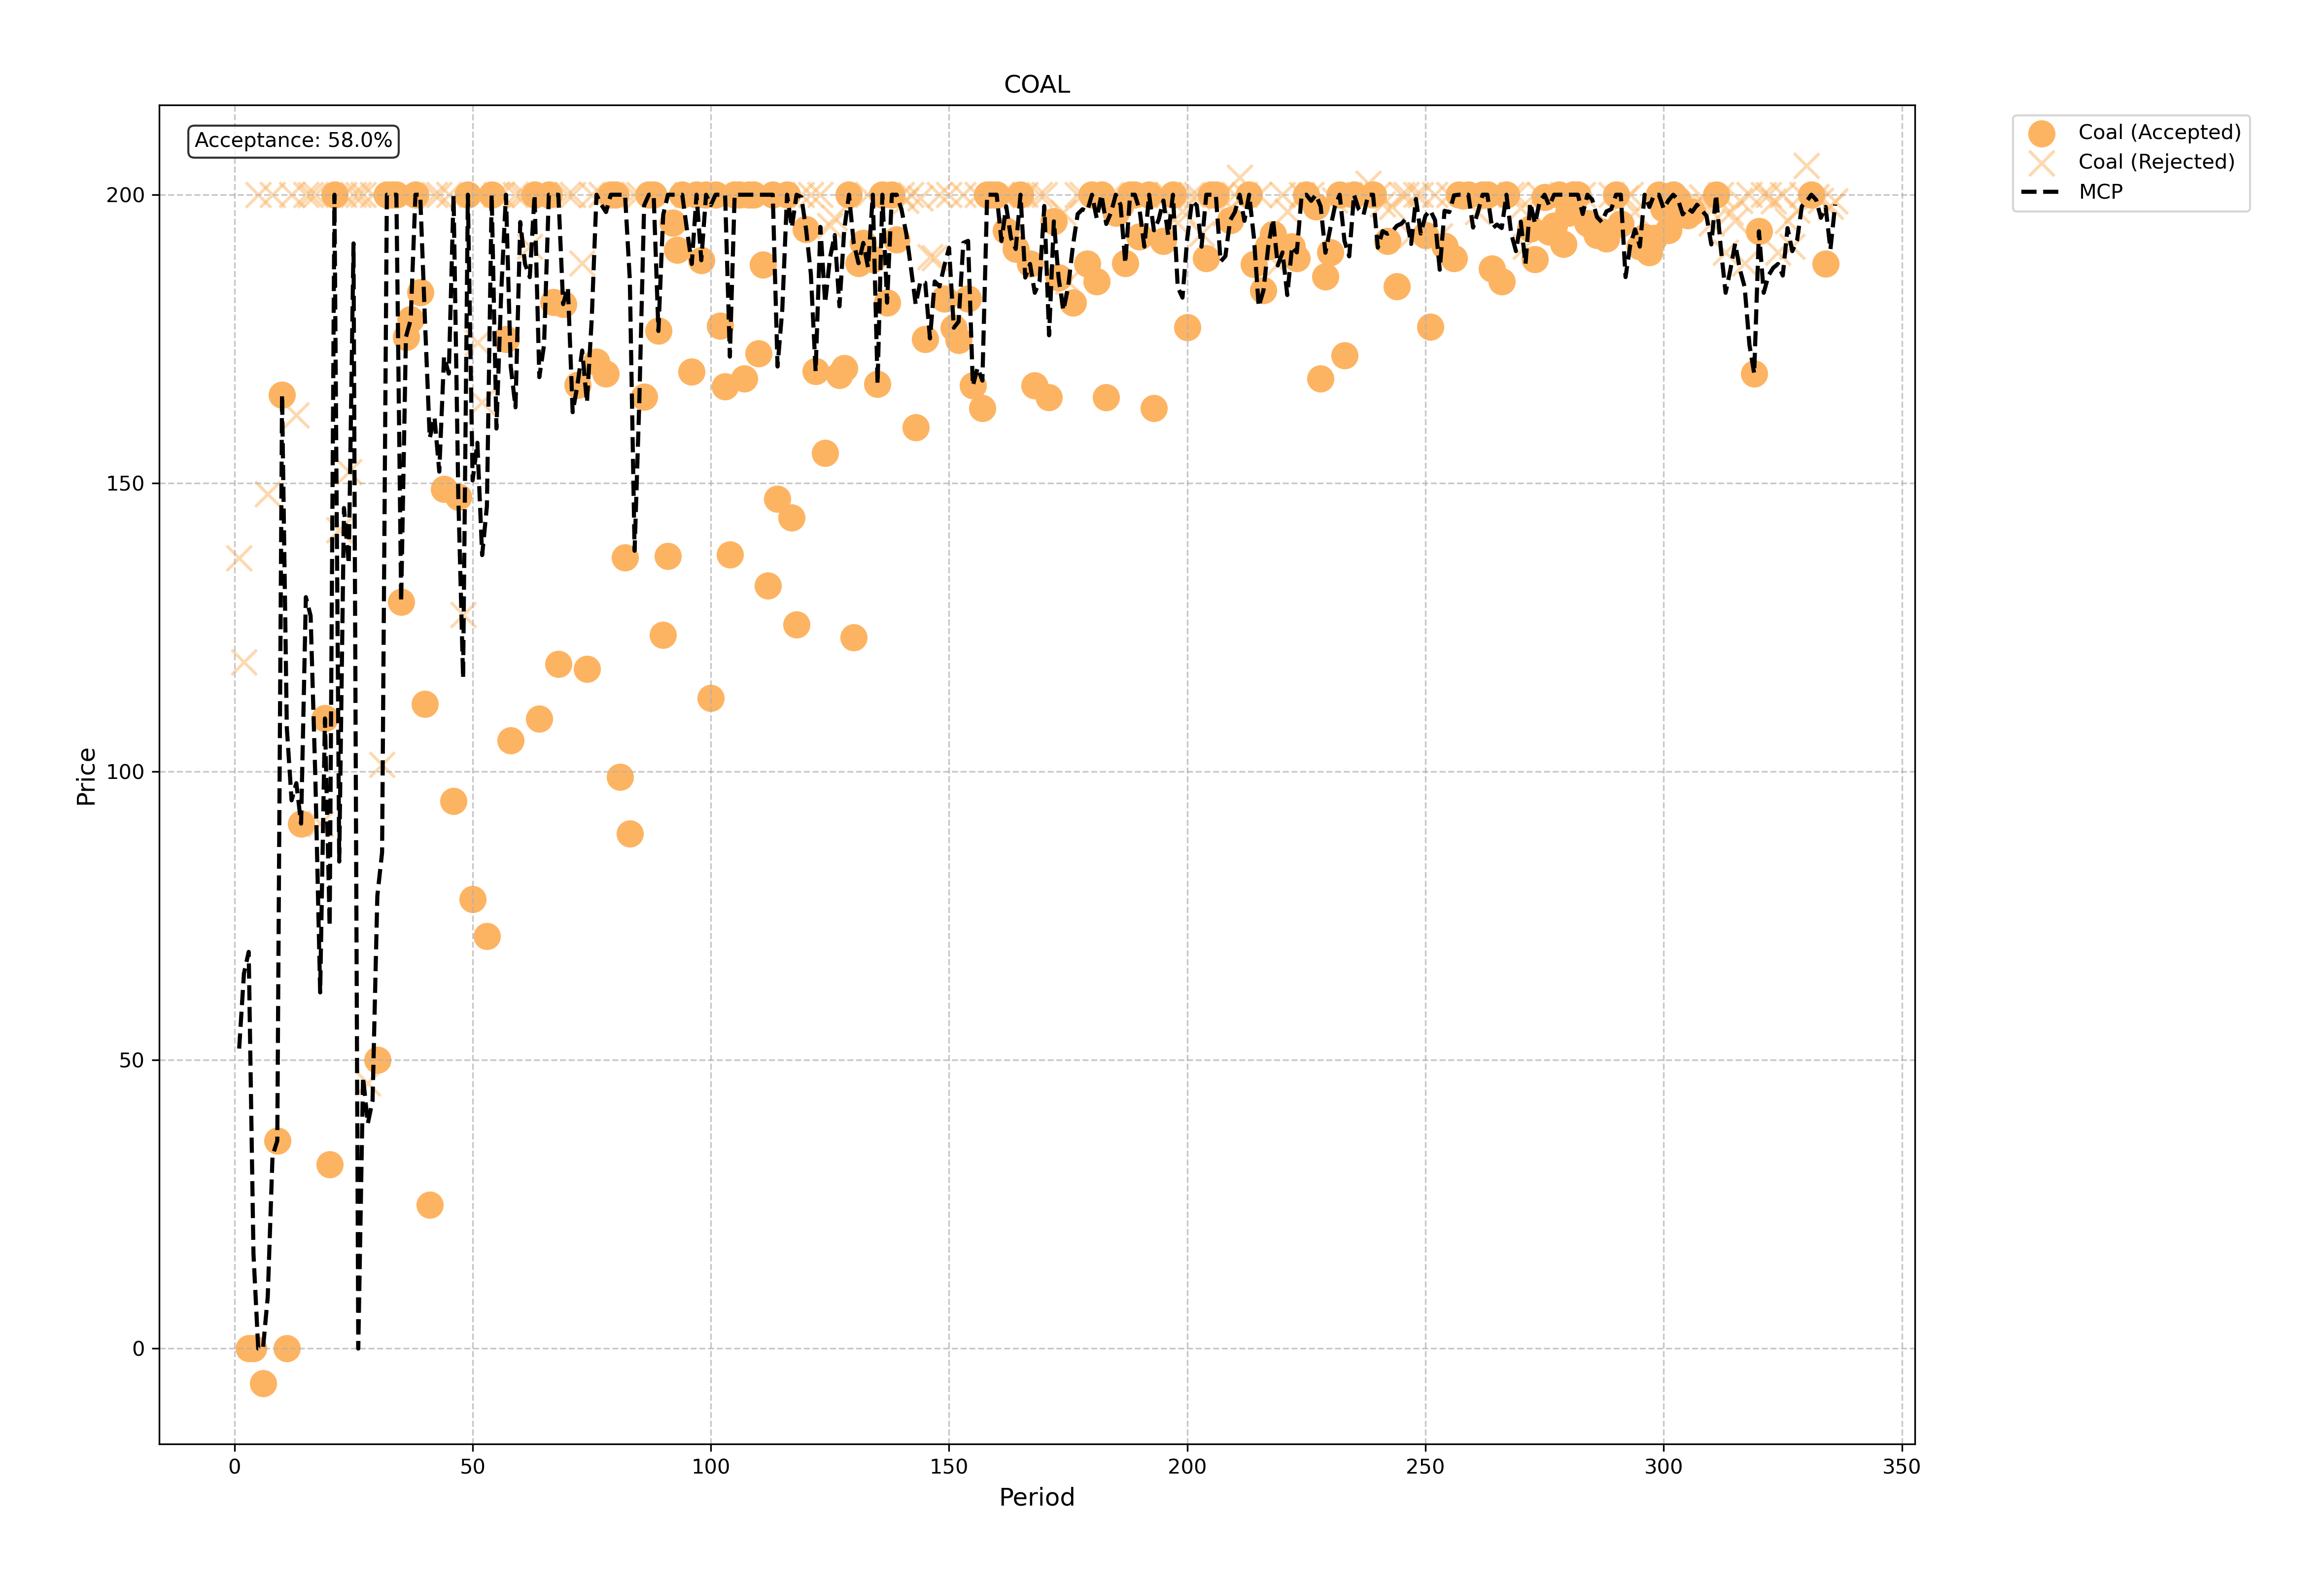 COAL
Acceptance: 58.0%
Coal (Accepted)
Coal (Rejected)
MCP
200
150
100
50
0
Price
0 50 100 150 200 250 300 350
Period